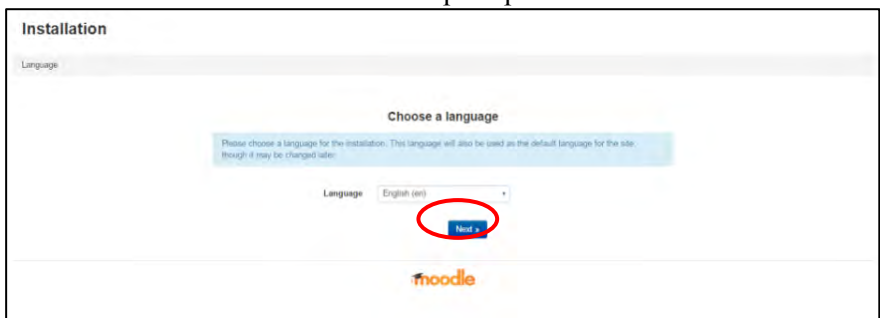 Installation
Language
Choose a language
Please choose a language for the installation. This language will also be used as the default language for the site,
though it may be changed later.
Language English (en)
Next »
moodle